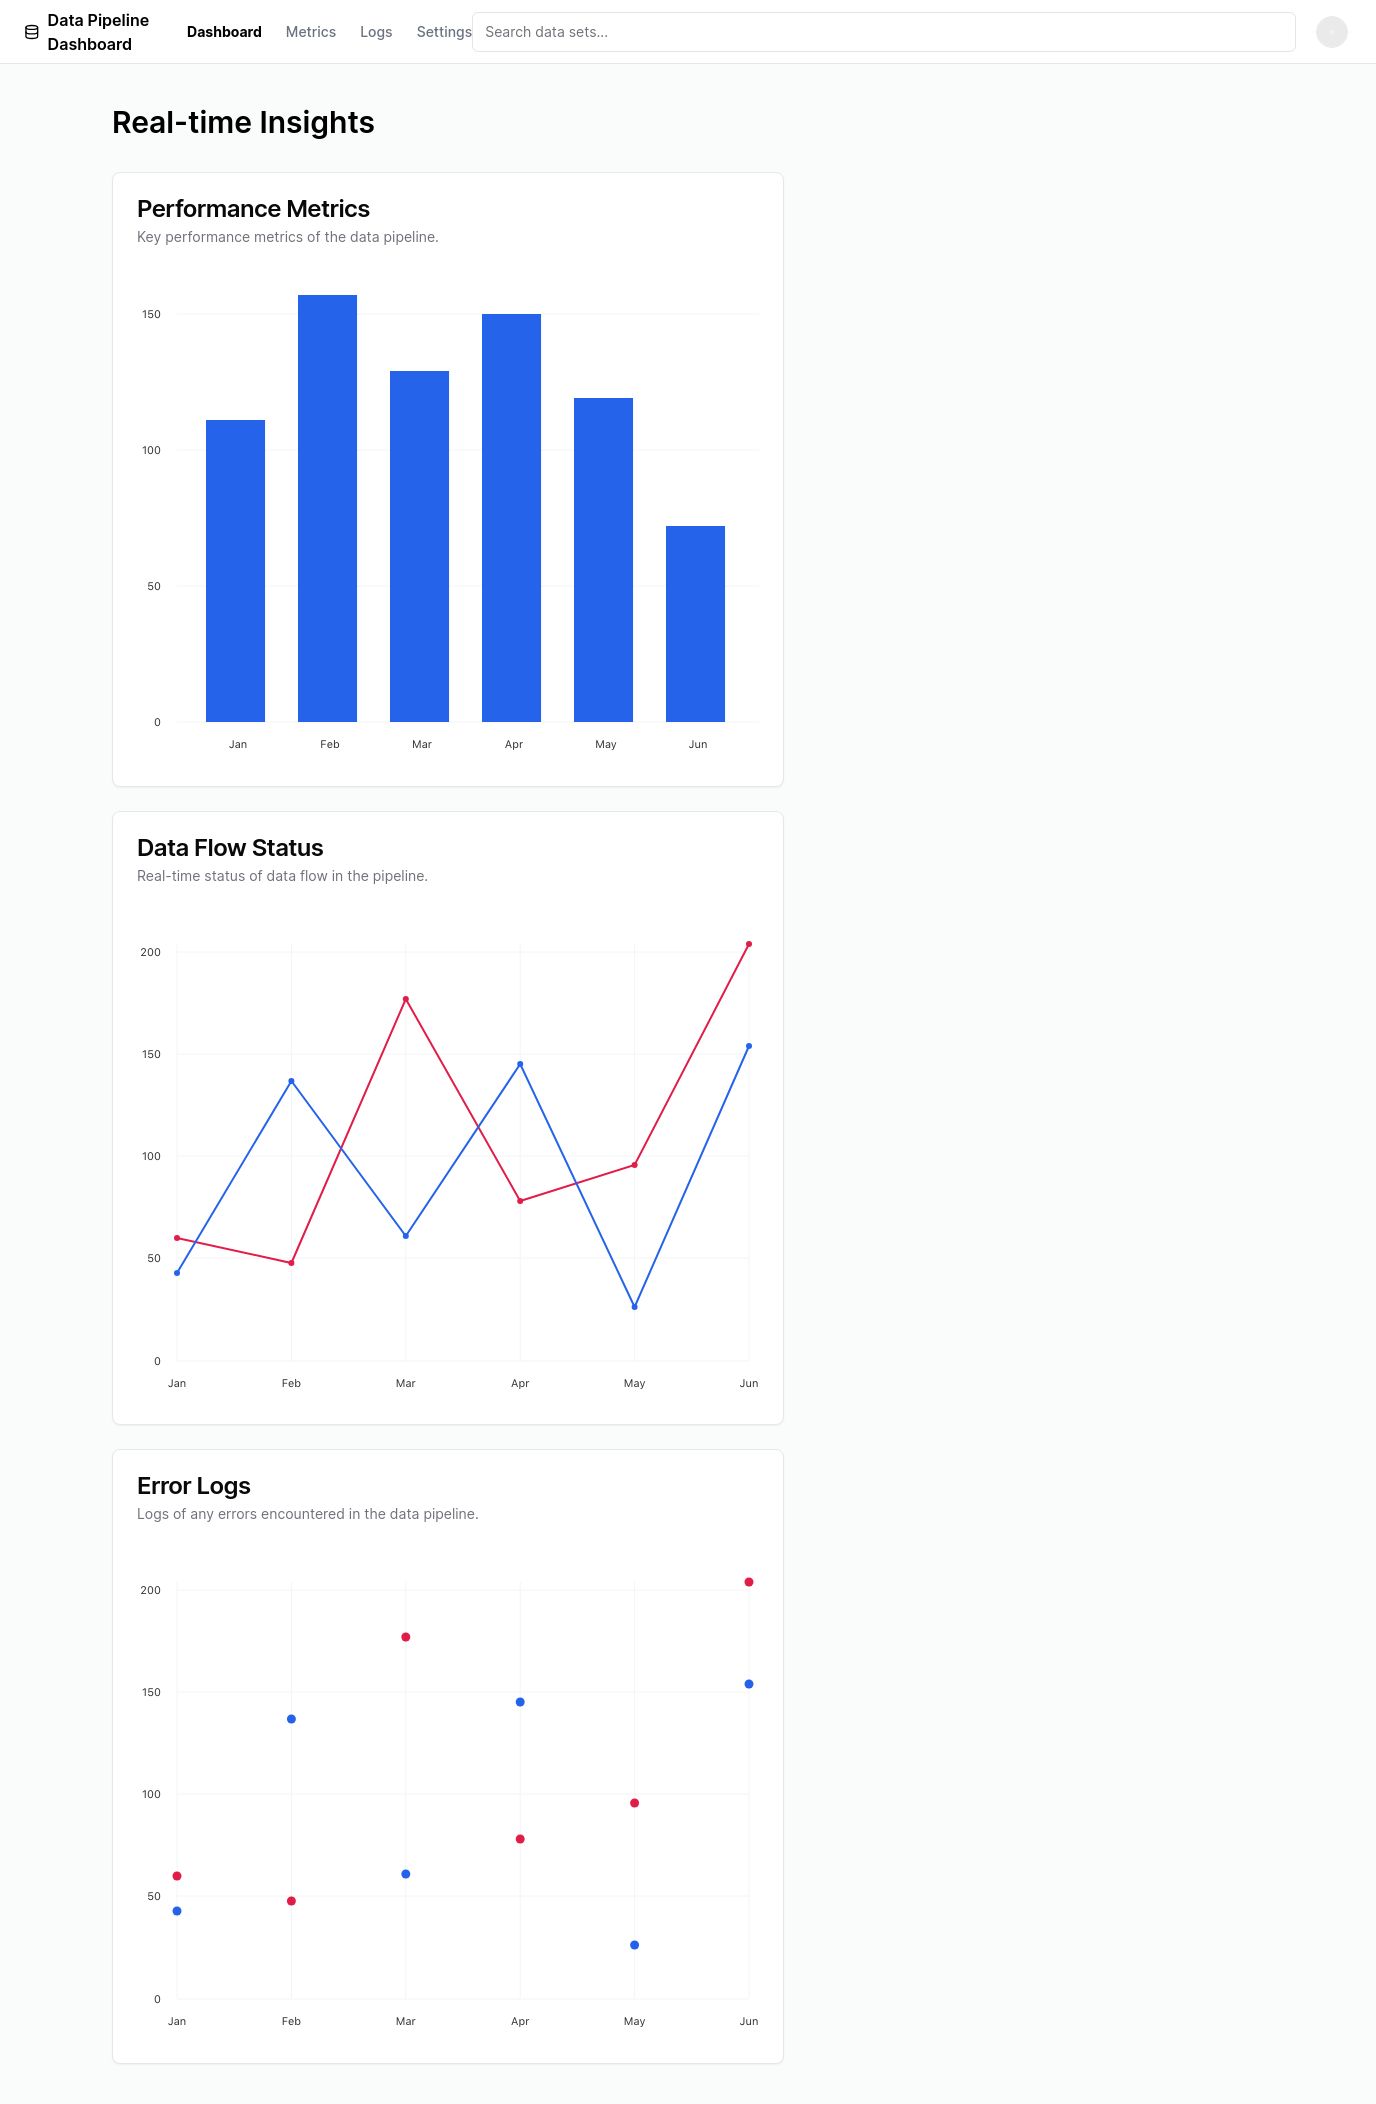 Data Pipeline
Dashboard
Dashboard Metrics Logs Settings Search data sets...
Real-time Insights
Performance Metrics
Key performance metrics of the data pipeline.
150
100
50
0
Jan Feb Mar Apr May Jun
Data Flow Status
Real-time status of data flow in the pipeline.
200
150
100
50
0
Jan Feb Mar Apr May Jun
Error Logs
Logs of any errors encountered in the data pipeline.
200
150
100
50
0
Jan Feb Mar Apr May Jun